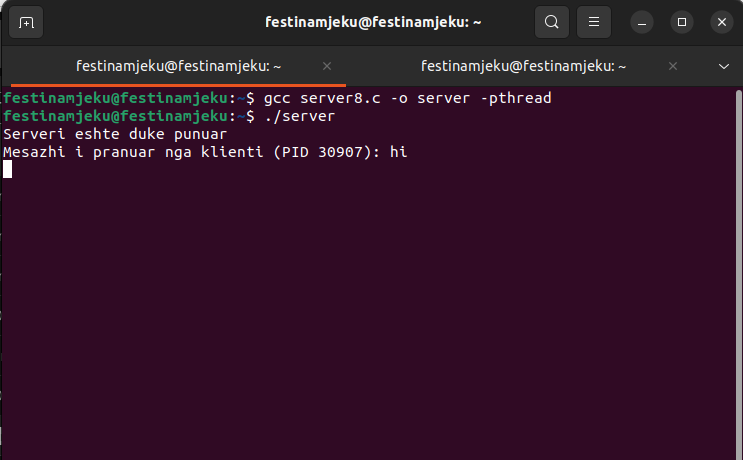 festinamjeku@festinamjeku: ~
festinamjeku@festinamjeku: ~ × festinamjeku@festinamjeku: ~ ×
festinamjeku@festinamjeku:~$ gcc server8.c -o server -pthread
festinamjeku@festinamjeku:~$ ./server
Serveri eshte duke punuar
Mesazhi i pranuar nga klienti (PID 30907): hi